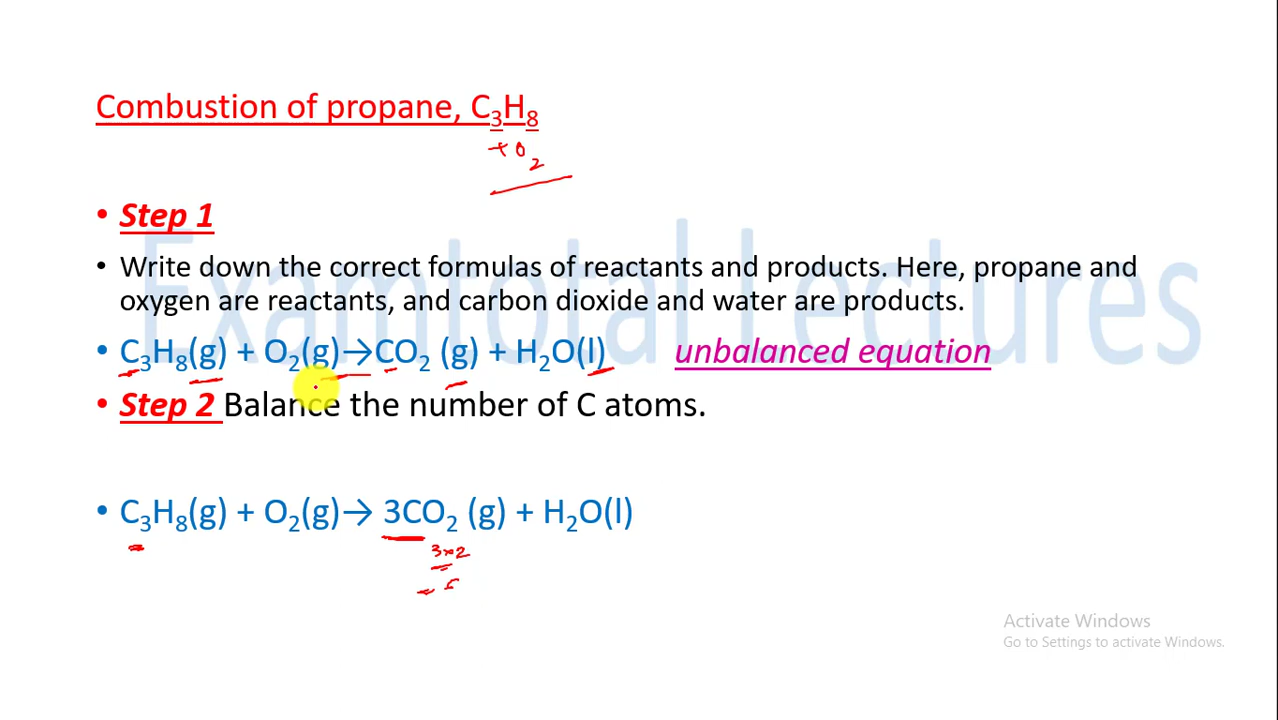 Combustion of propane, C₃H₈
+ O₂
• Step 1
• Write down the correct formulas of reactants and products. Here, propane and
oxygen are reactants, and carbon dioxide and water are products.
• C₃H₈(g) + O₂(g)→CO₂ (g) + H₂O(l) unbalanced equation
• Step 2 Balance the number of C atoms.
• C₃H₈(g) + O₂(g)→ 3CO₂ (g) + H₂O(l)
3×2
Examtotal Lectures
Activate Windows
Go to Settings to activate Windows.